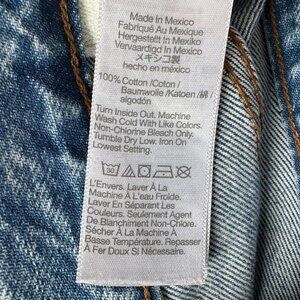 Made In Mexico
Fabriqué Au Mexique
Hergestellt In Mexiko
Vervaardigd In Mexico
メキシコ製
hecho en méxico
100% Cotton /Coton /
Baumwolle /Katoen /綿 /
algodón
Turn Inside Out. Machine
Wash Cold With Like Colors.
Non-Chlorine Bleach Only.
Tumble Dry Low. Iron On
Lowest Setting.
30
L'Envers. Laver À La
Machine À L'eau Froide.
Laver En Séparant Les
Couleurs. Seulement Agent
De Blanchiment Non-Chlore.
Sécher À La Machine À
Basse Température. Repasser
À Fer Doux Si Nécessaire.